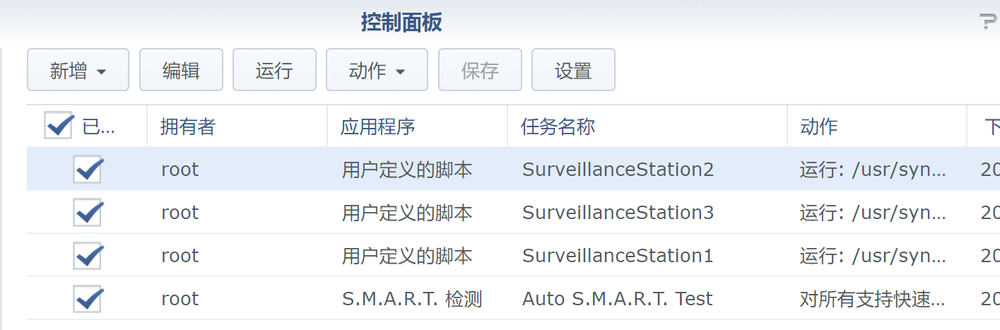 控制面板
新增 编辑 运行 动作 保存 设置
已... 拥有者 应用程序 任务名称 动作 下
root 用户定义的脚本 SurveillanceStation2 运行: /usr/syn... 20
root 用户定义的脚本 SurveillanceStation3 运行: /usr/syn... 20
root 用户定义的脚本 SurveillanceStation1 运行: /usr/syn... 20
root S.M.A.R.T. 检测 Auto S.M.A.R.T. Test 对所有支持快速... 20